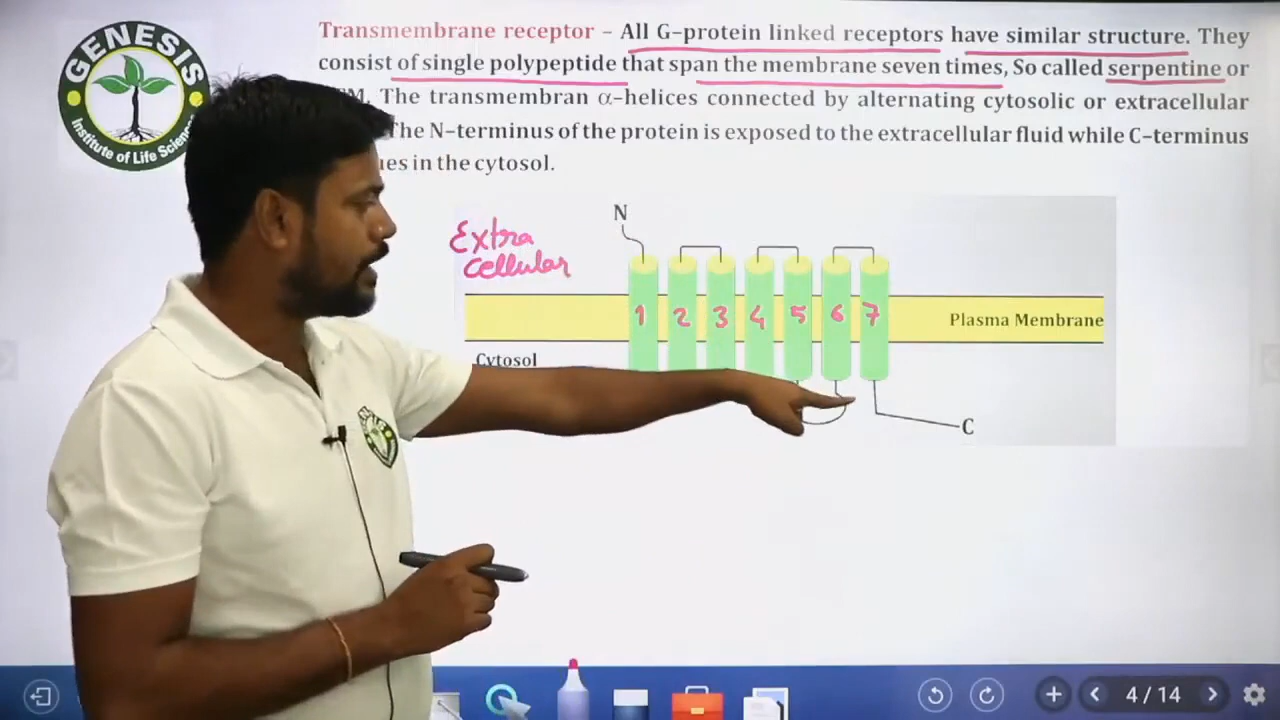 GENESIS
Institute of Life Sciences
Transmembrane receptor – All G–protein linked receptors have similar structure. They
consist of single polypeptide that span the membrane seven times, So called serpentine or
The transmembran α–helices connected by alternating cytosolic or extracellular
The N–terminus of the protein is exposed to the extracellular fluid while C–terminus
in the cytosol.
N
Extra
cellular
1 2 3 4 5 6 7
Plasma Membrane
Cytosol
C
4 / 14